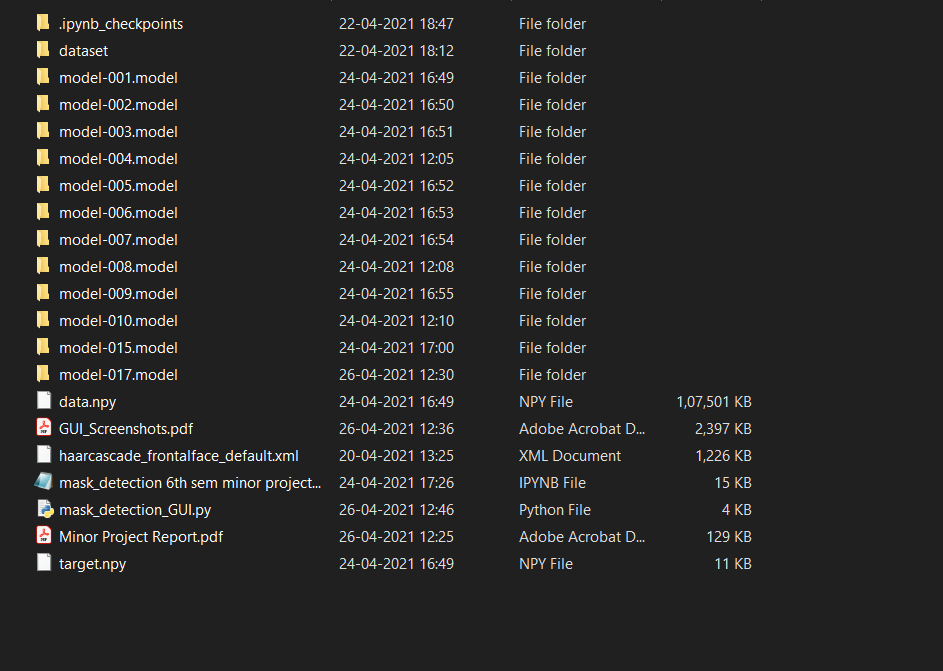 .ipynb_checkpoints 22-04-2021 18:47 File folder
dataset 22-04-2021 18:12 File folder
model-001.model 24-04-2021 16:49 File folder
model-002.model 24-04-2021 16:50 File folder
model-003.model 24-04-2021 16:51 File folder
model-004.model 24-04-2021 12:05 File folder
model-005.model 24-04-2021 16:52 File folder
model-006.model 24-04-2021 16:53 File folder
model-007.model 24-04-2021 16:54 File folder
model-008.model 24-04-2021 12:08 File folder
model-009.model 24-04-2021 16:55 File folder
model-010.model 24-04-2021 12:10 File folder
model-015.model 24-04-2021 17:00 File folder
model-017.model 26-04-2021 12:30 File folder
data.npy 24-04-2021 16:49 NPY File 1,07,501 KB
GUI_Screenshots.pdf 26-04-2021 12:36 Adobe Acrobat D... 2,397 KB
haarcascade_frontalface_default.xml 20-04-2021 13:25 XML Document 1,226 KB
mask_detection 6th sem minor project... 24-04-2021 17:26 IPYNB File 15 KB
mask_detection_GUI.py 26-04-2021 12:46 Python File 4 KB
Minor Project Report.pdf 26-04-2021 12:25 Adobe Acrobat D... 129 KB
target.npy 24-04-2021 16:49 NPY File 11 KB